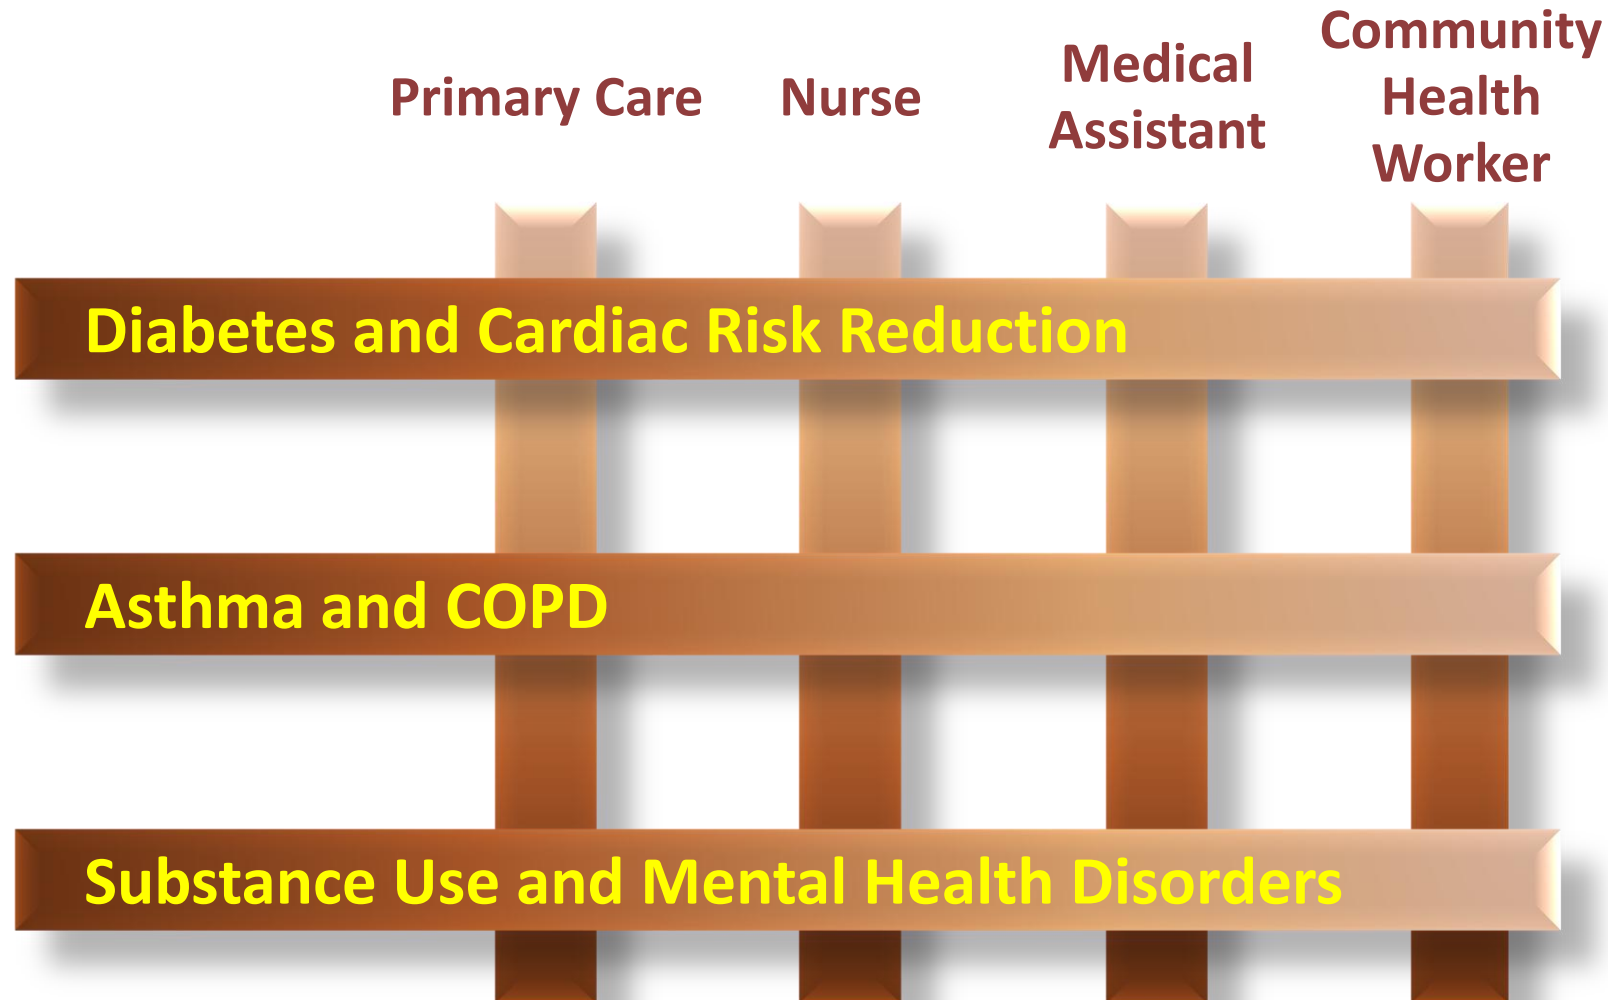 Primary Care
Nurse
Medical
Assistant
Community
Health
Worker
Diabetes and Cardiac Risk Reduction
Asthma and COPD
Substance Use and Mental Health Disorders